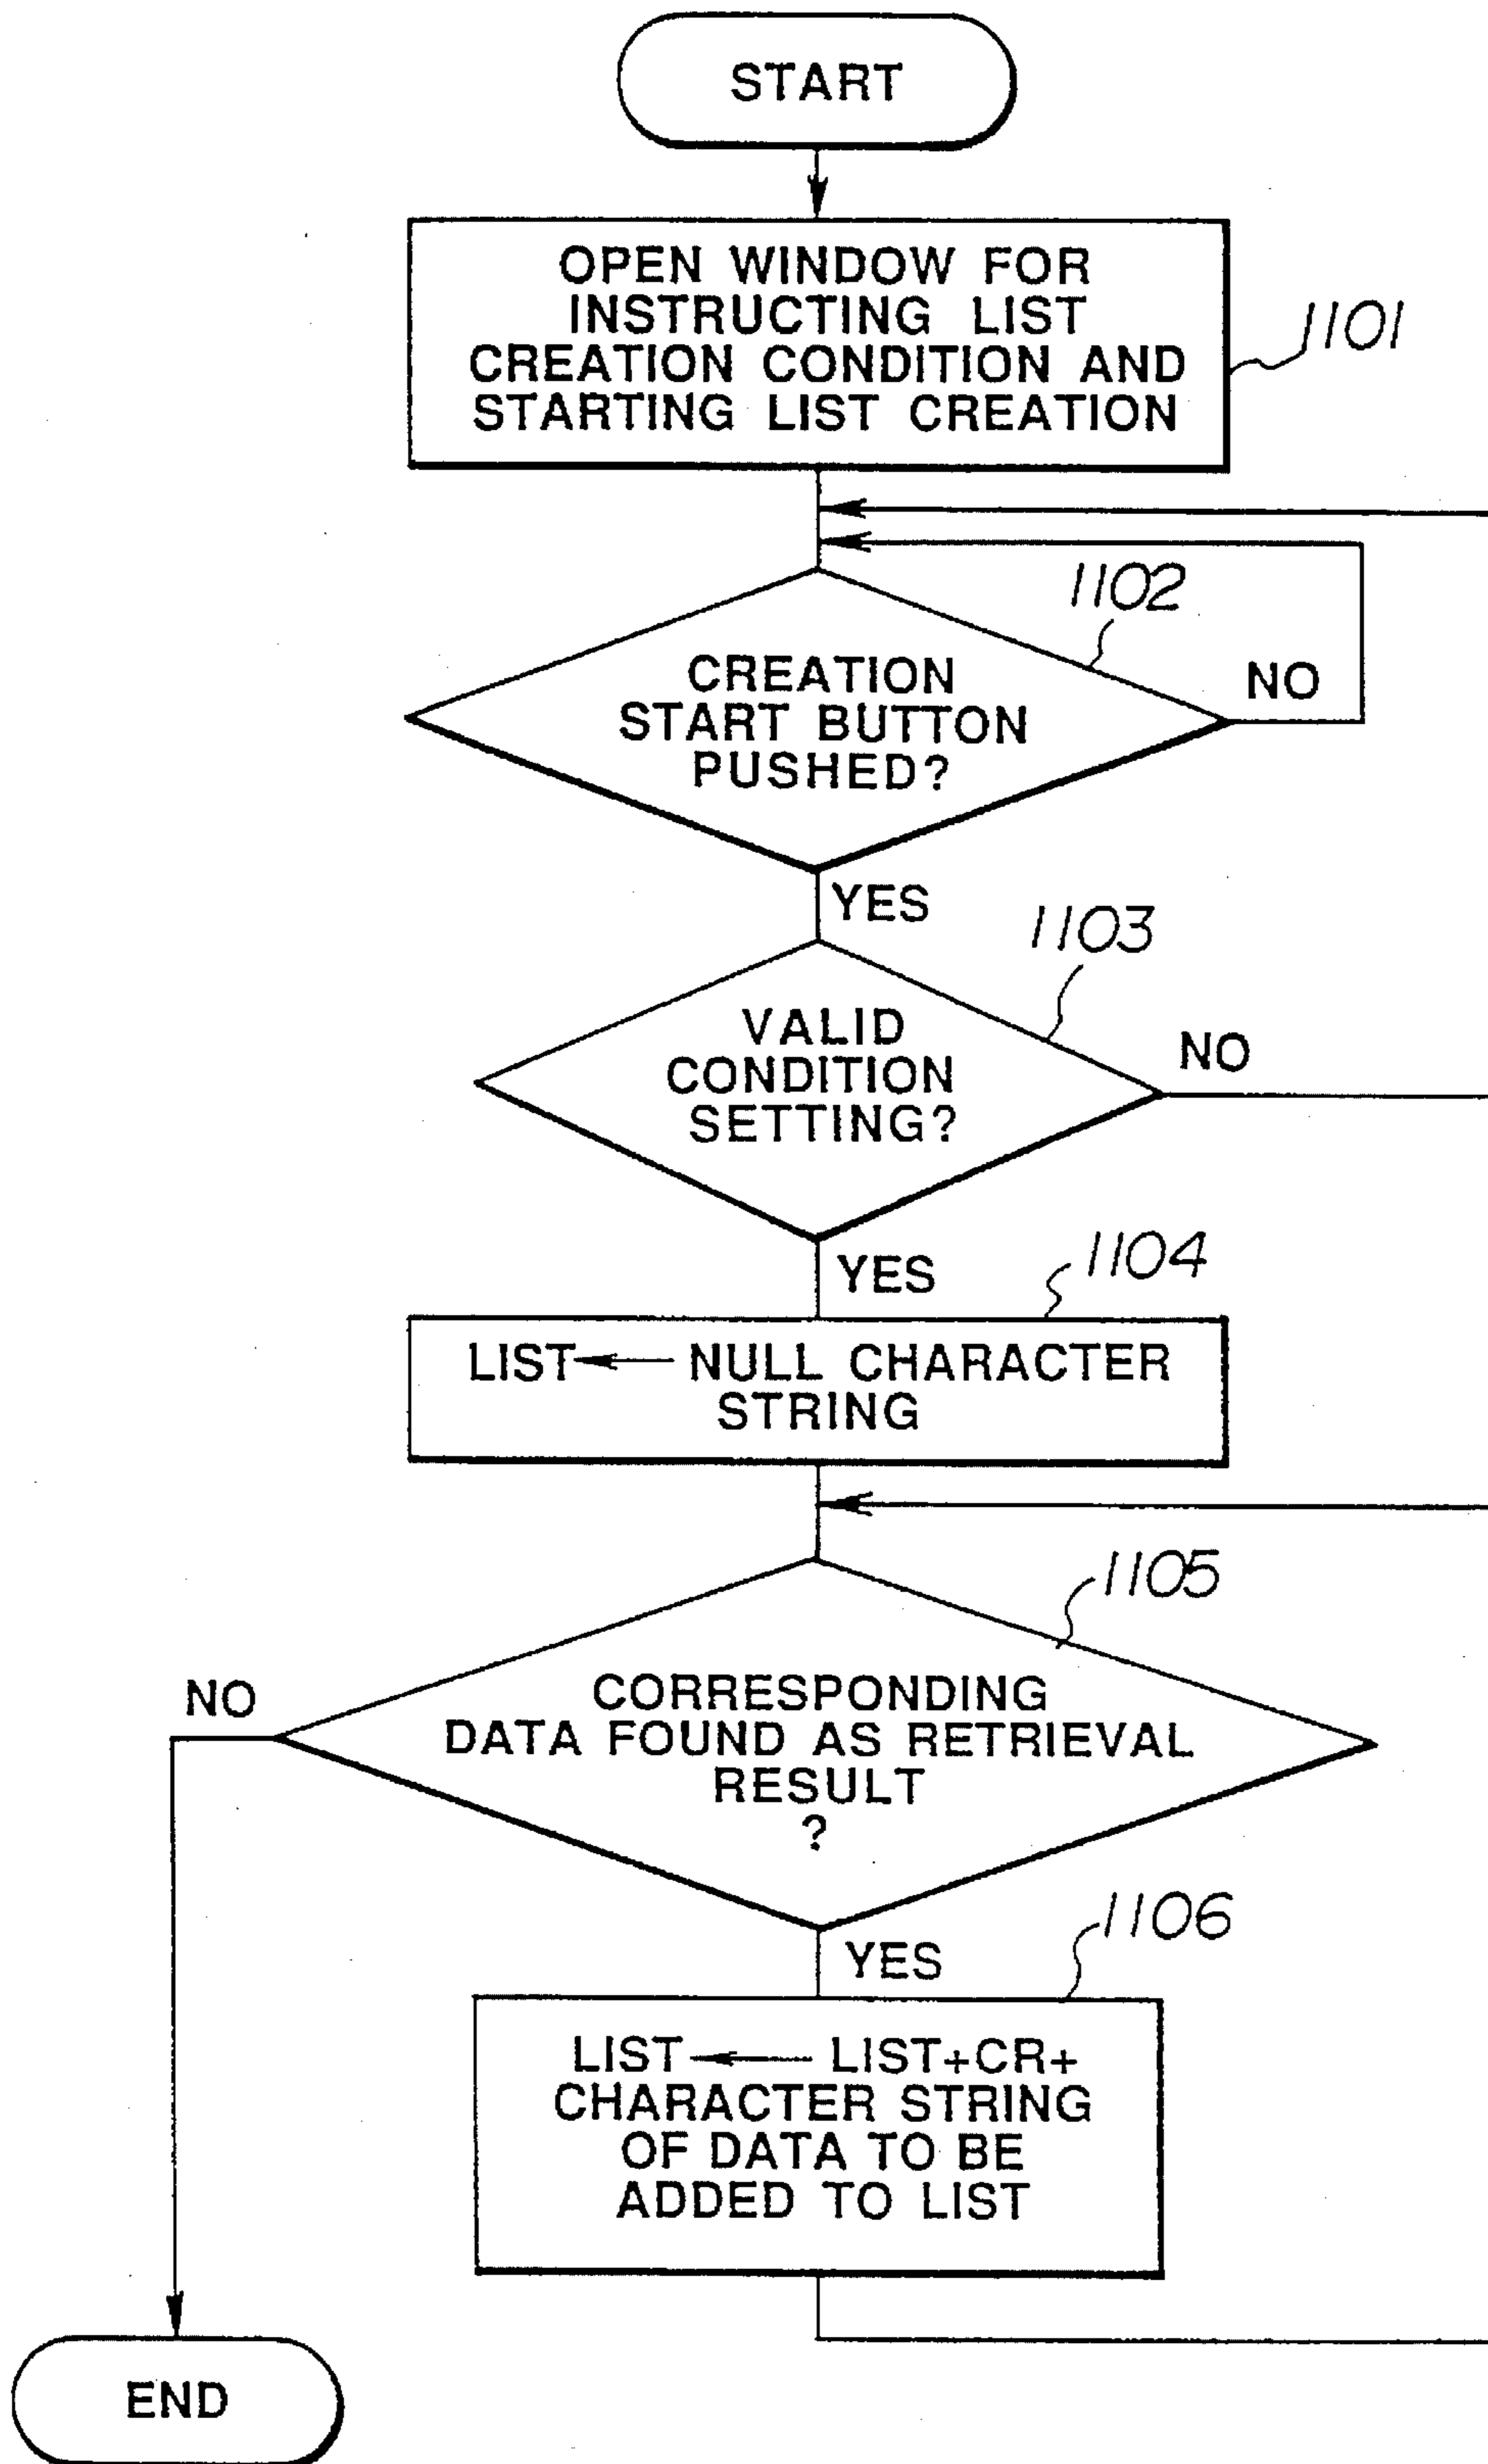 START
OPEN WINDOW FOR
INSTRUCTING LIST
CREATION CONDITION AND
STARTING LIST CREATION
1101
1102
CREATION
START BUTTON
PUSHED?
NO
YES
1103
VALID
CONDITION
SETTING?
NO
YES
1104
LIST← NULL CHARACTER
STRING
1105
CORRESPONDING
DATA FOUND AS RETRIEVAL
RESULT
?
NO
YES
1106
LIST← LIST+CR+
CHARACTER STRING
OF DATA TO BE
ADDED TO LIST
END